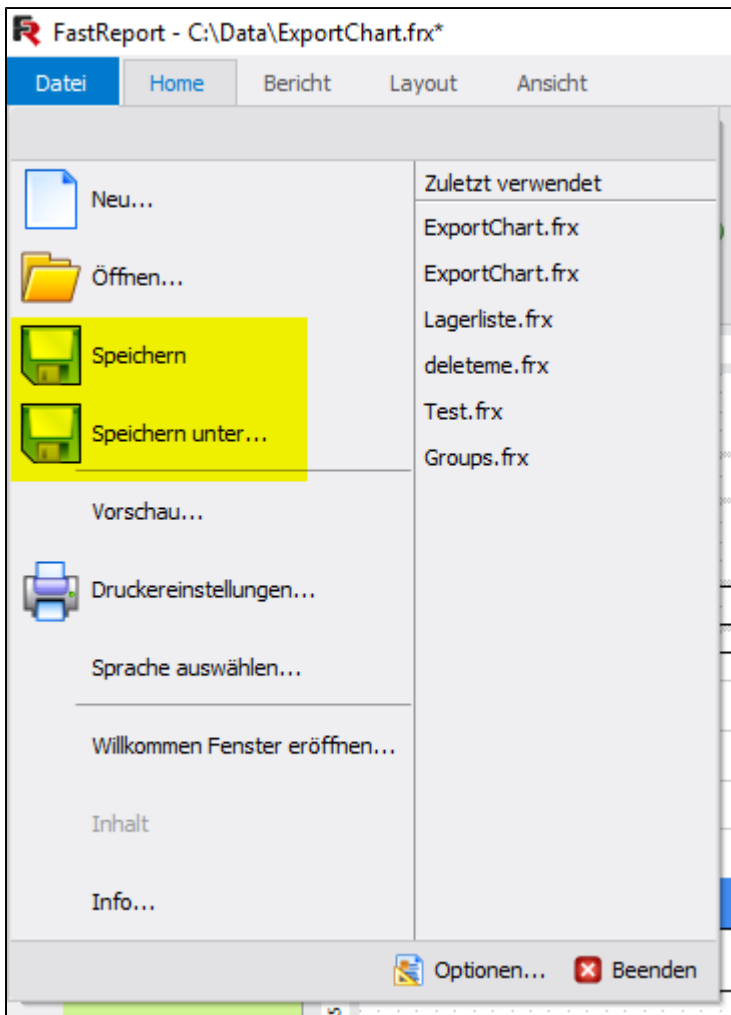 FastReport - C:\Data\ExportChart.frx*
Datei Home Bericht Layout Ansicht
Neu...
Öffnen...
Speichern
Speichern unter...
Vorschau...
Druckereinstellungen...
Sprache auswählen...
Willkommen Fenster eröffnen...
Inhalt
Info...
Zuletzt verwendet
ExportChart.frx
ExportChart.frx
Lagerliste.frx
deleteme.frx
Test.frx
Groups.frx
Optionen... Beenden